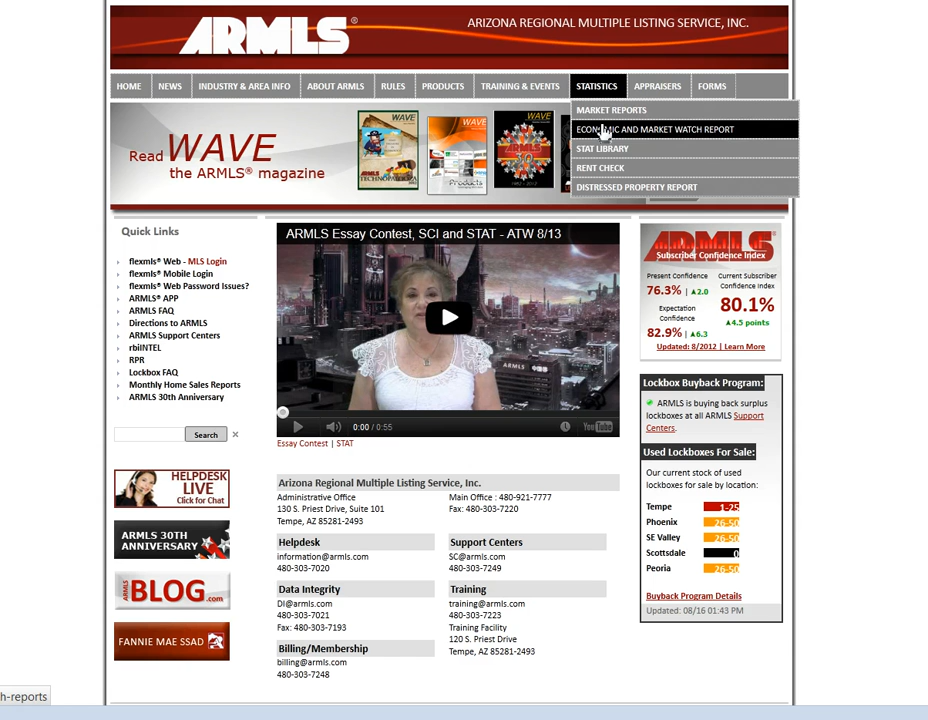 ARMLS®
ARIZONA REGIONAL MULTIPLE LISTING SERVICE, INC.
HOME NEWS INDUSTRY & AREA INFO ABOUT ARMLS RULES PRODUCTS TRAINING & EVENTS STATISTICS APPRAISERS FORMS
MARKET REPORTS
ECONOMIC AND MARKET WATCH REPORT
STAT LIBRARY
RENT CHECK
DISTRESSED PROPERTY REPORT
Read WAVE
the ARMLS® magazine
WAVE
WAVE
WAVE
Products
Quick Links
flexmls® Web - MLS Login
flexmls® Mobile Login
flexmls® Web Password Issues?
ARMLS® APP
ARMLS FAQ
Directions to ARMLS
ARMLS Support Centers
rbiINTEL
RPR
Lockbox FAQ
Monthly Home Sales Reports
ARMLS 30th Anniversary
Search
HELPDESK
LIVE
Click for Chat
ARMLS 30TH
ANNIVERSARY
ARMLS BLOG.com
FANNIE MAE SSAD
ARMLS Essay Contest, SCI and STAT - ATW 8/13
ARMLS
0:00 / 0:55
YouTube
Essay Contest | STAT
Arizona Regional Multiple Listing Service, Inc.
Administrative Office
130 S. Priest Drive, Suite 101
Tempe, AZ 85281-2493
Main Office : 480-921-7777
Fax: 480-303-7220
Helpdesk
information@armls.com
480-303-7020
Support Centers
SC@armls.com
480-303-7249
Data Integrity
DI@armls.com
480-303-7021
Fax: 480-303-7193
Training
training@armls.com
480-303-7223
Training Facility
120 S. Priest Drive
Tempe, AZ 85281-2493
Billing/Membership
billing@armls.com
480-303-7248
ARMLS®
Subscriber Confidence Index
Present Confidence
76.3% | ▲2.0
Expectation
Confidence
82.9% | ▲6.3
Current Subscriber
Confidence Index
80.1%
▲4.5 points
Updated: 8/2012 | Learn More
Lockbox Buyback Program:
ARMLS is buying back surplus
lockboxes at all ARMLS Support
Centers.
Used Lockboxes For Sale:
Our current stock of used
lockboxes for sale by location:
Tempe 1-25
Phoenix 26-50
SE Valley 26-50
Scottsdale 0
Peoria 26-50
Buyback Program Details
Updated: 08/16 01:43 PM
h-reports